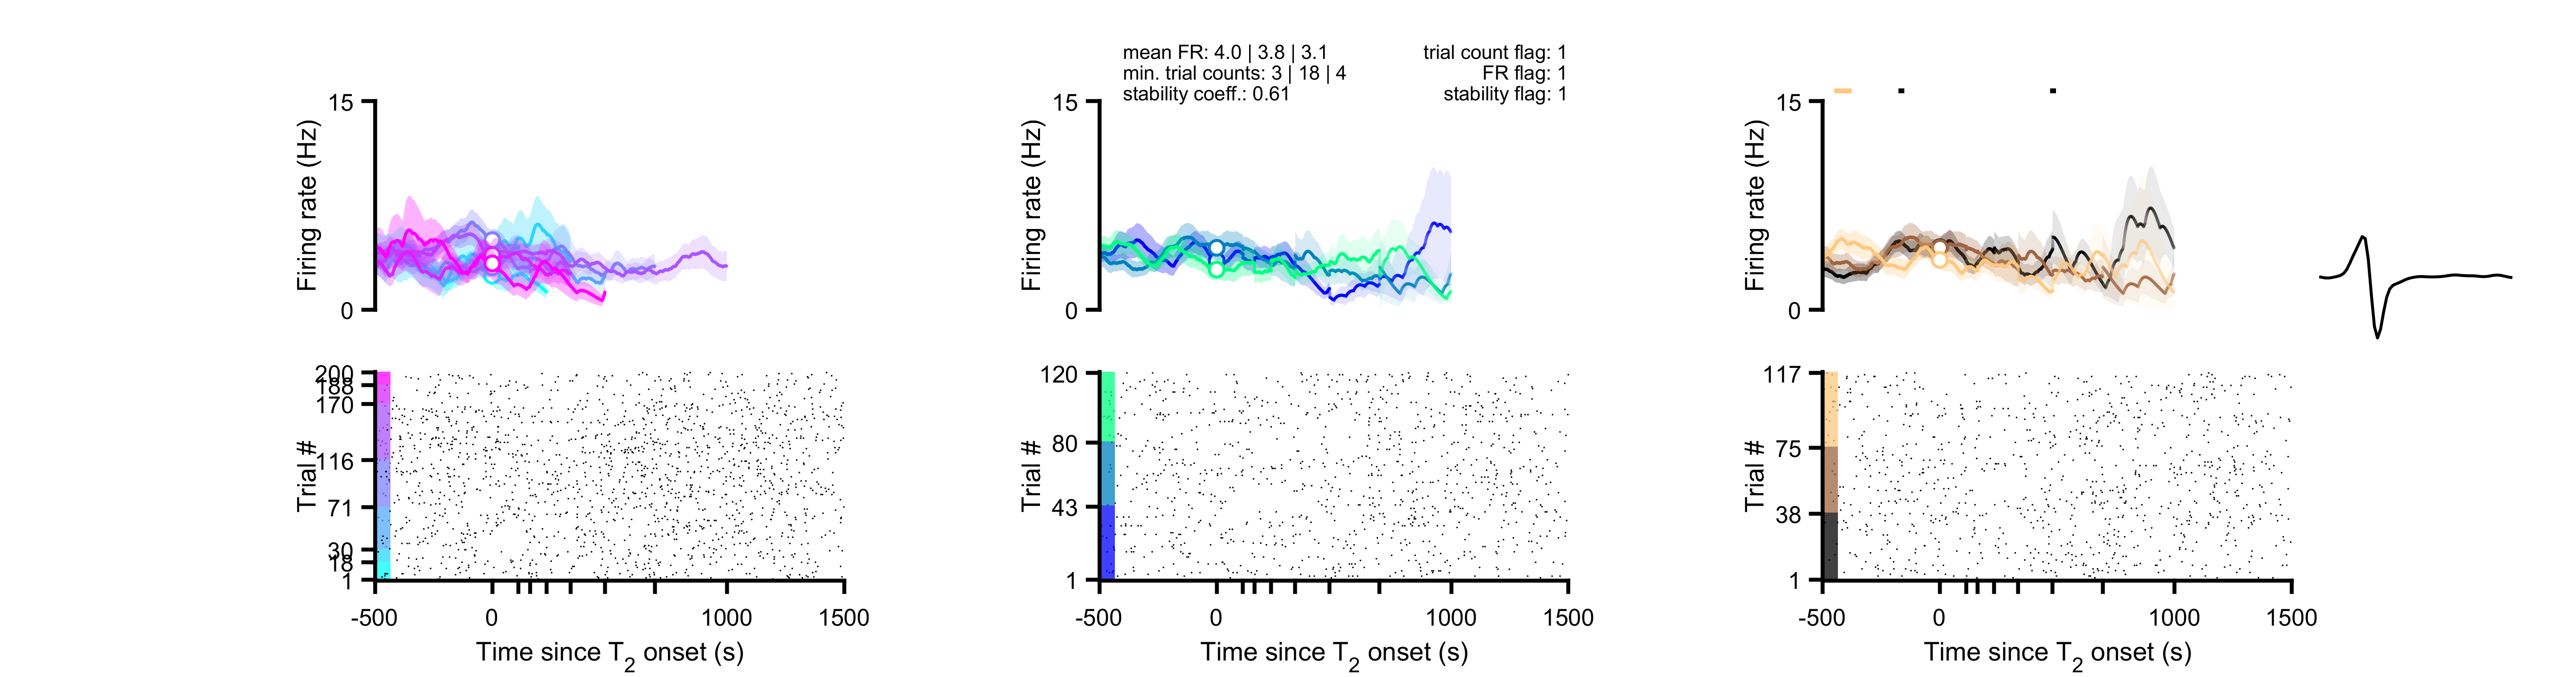 mean FR: 4.0 | 3.8 | 3.1
min. trial counts: 3 | 18 | 4
stability coeff.: 0.61
trial count flag: 1
FR flag: 1
stability flag: 1
15
Firing rate (Hz)
0
15
Firing rate (Hz)
0
15
Firing rate (Hz)
0
200
188
170
116
71
30
18
1
Trial #
-500
0
1000
1500
Time since T2 onset (s)
120
80
43
1
Trial #
-500
0
1000
1500
Time since T2 onset (s)
117
75
38
1
Trial #
-500
0
1000
1500
Time since T2 onset (s)